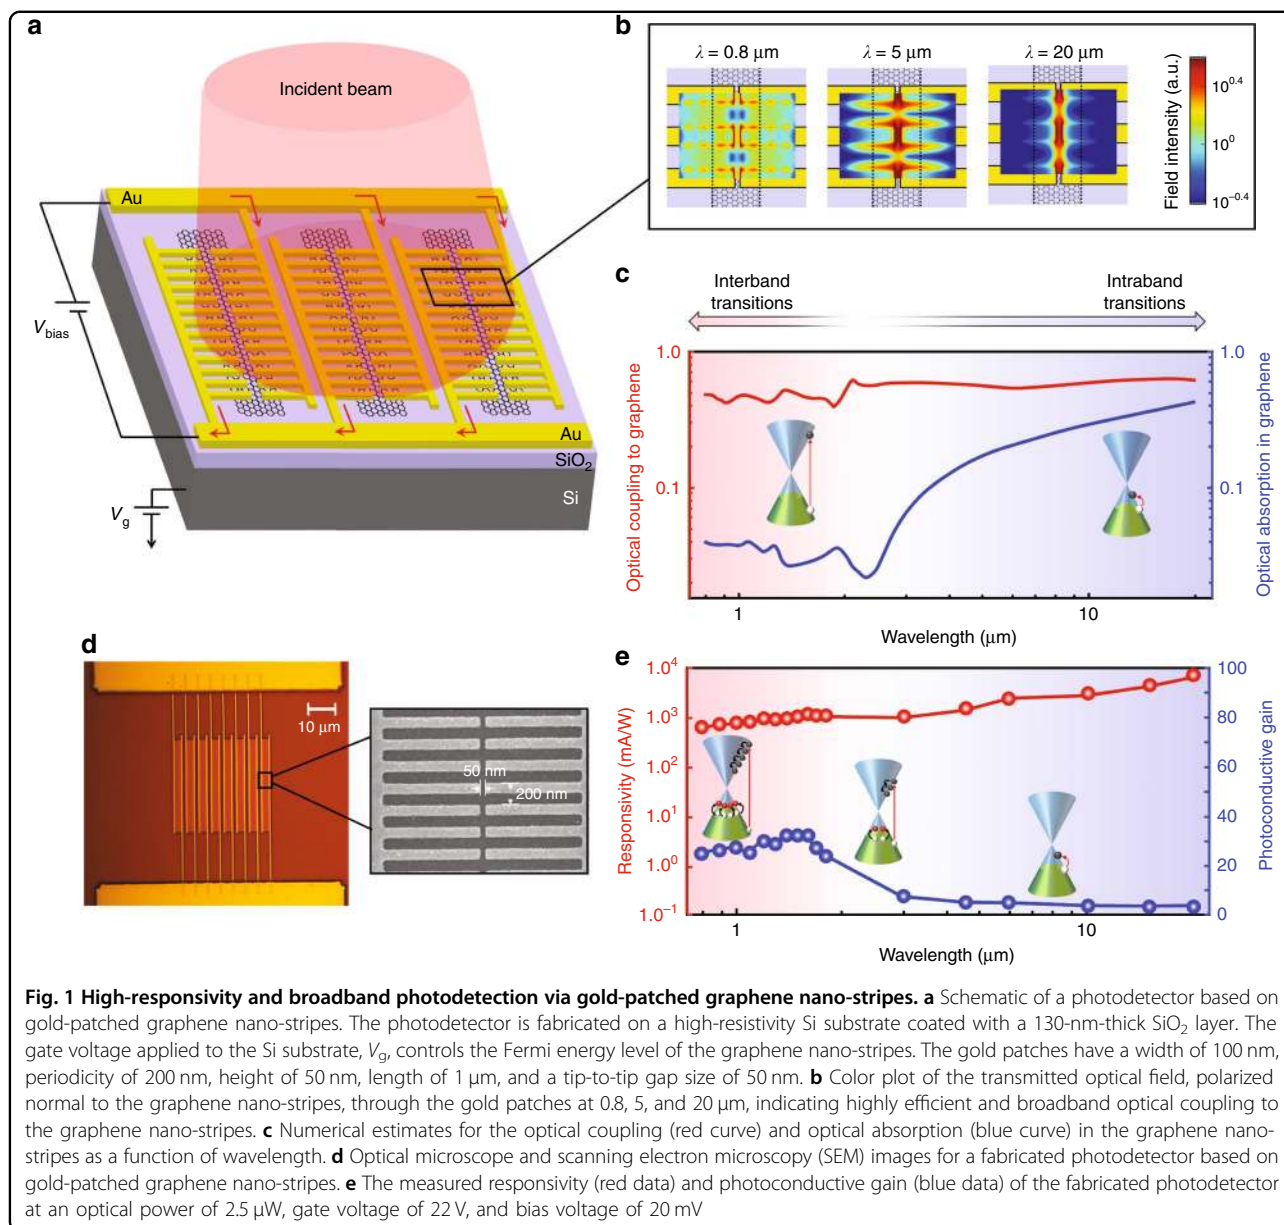 a
Incident beam
Au
V_bias
Au
SiO₂
Si
V_g
b
λ = 0.8 μm
λ = 5 μm
λ = 20 μm
Field intensity (a.u.)
10^0.4
10^0
10^–0.4
c
Interband
transitions
Intraband
transitions
Optical coupling to graphene
1.0
0.1
1
10
Wavelength (μm)
1.0
0.1
Optical absorption in graphene
d
10 μm
50 nm
200 nm
e
Responsivity (mA/W)
1.0⁴
1.0³
10²
1.0¹
1.0⁰
1.0⁻¹
1
10
Wavelength (μm)
100
80
60
40
20
0
Photoconductive gain
Fig. 1 High-responsivity and broadband photodetection via gold-patched graphene nano-stripes. a Schematic of a photodetector based on
gold-patched graphene nano-stripes. The photodetector is fabricated on a high-resistivity Si substrate coated with a 130-nm-thick SiO₂ layer. The
gate voltage applied to the Si substrate, V_g, controls the Fermi energy level of the graphene nano-stripes. The gold patches have a width of 100 nm,
periodicity of 200 nm, height of 50 nm, length of 1 μm, and a tip-to-tip gap size of 50 nm. b Color plot of the transmitted optical field, polarized
normal to the graphene nano-stripes, through the gold patches at 0.8, 5, and 20 μm, indicating highly efficient and broadband optical coupling to
the graphene nano-stripes. c Numerical estimates for the optical coupling (red curve) and optical absorption (blue curve) in the graphene nano-
stripes as a function of wavelength. d Optical microscope and scanning electron microscopy (SEM) images for a fabricated photodetector based on
gold-patched graphene nano-stripes. e The measured responsivity (red data) and photoconductive gain (blue data) of the fabricated photodetector
at an optical power of 2.5 μW, gate voltage of 22 V, and bias voltage of 20 mV